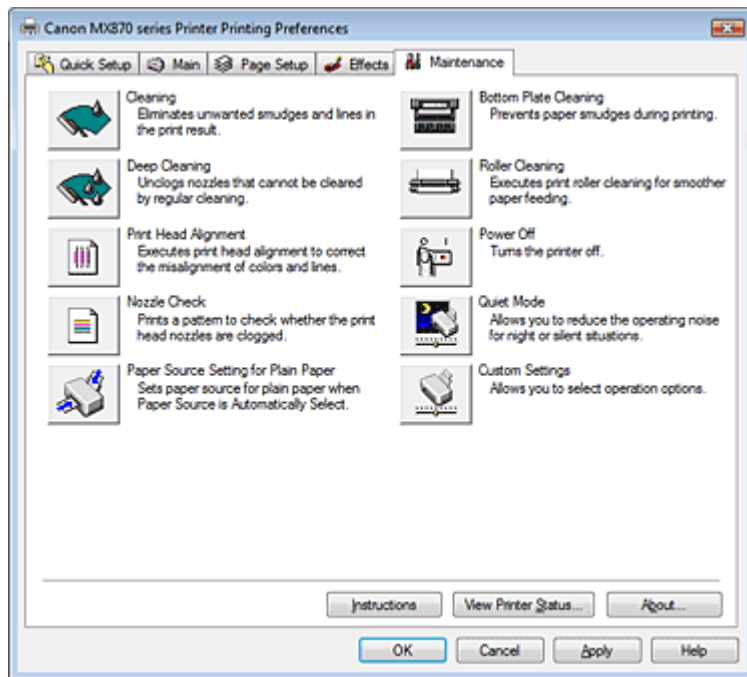 Canon MX870 series Printer Printing Preferences
Quick Setup
Main
Page Setup
Effects
Maintenance
Cleaning
Eliminates unwanted smudges and lines in
the print result.
Deep Cleaning
Unclogs nozzles that cannot be cleared
by regular cleaning.
Print Head Alignment
Executes print head alignment to correct
the misalignment of colors and lines.
Nozzle Check
Prints a pattern to check whether the print
head nozzles are clogged.
Paper Source Setting for Plain Paper
Sets paper source for plain paper when
Paper Source is Automatically Select.
Bottom Plate Cleaning
Prevents paper smudges during printing.
Roller Cleaning
Executes print roller cleaning for smoother
paper feeding.
Power Off
Turns the printer off.
Quiet Mode
Allows you to reduce the operating noise
for night or silent situations.
Custom Settings
Allows you to select operation options.
Instructions
View Printer Status...
About...
OK
Cancel
Apply
Help